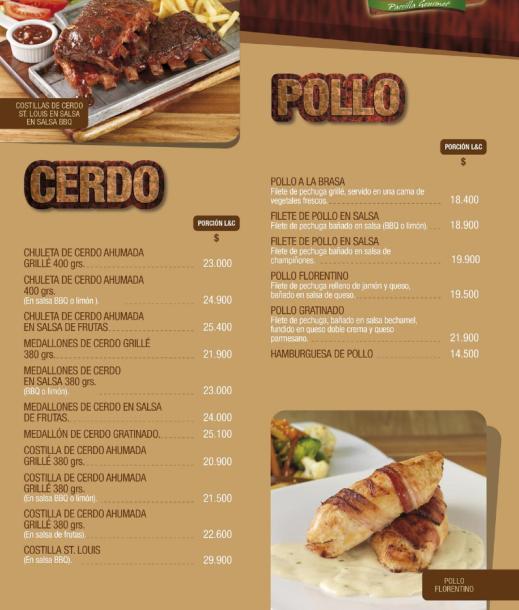 Parrilla Gourmet
COSTILLAS DE CERDO
ST. LOUIS EN SALSA
EN SALSA BBQ
CERDO
PORCIÓN L&C
$
CHULETA DE CERDO AHUMADA
GRILLÉ 400 grs. 23.000
CHULETA DE CERDO AHUMADA
400 grs.
(En salsa BBQ o limón ). 24.900
CHULETA DE CERDO AHUMADA
EN SALSA DE FRUTAS 25.400
MEDALLONES DE CERDO GRILLÉ
380 grs. 21.900
MEDALLONES DE CERDO
EN SALSA 380 grs.
(BBQ o limón). 23.000
MEDALLONES DE CERDO EN SALSA
DE FRUTAS. 24.000
MEDALLÓN DE CERDO GRATINADO. 25.100
COSTILLA DE CERDO AHUMADA
GRILLÉ 380 grs. 20.900
COSTILLA DE CERDO AHUMADA
GRILLÉ 380 grs.
(En salsa BBQ o limón). 21.500
COSTILLA DE CERDO AHUMADA
GRILLÉ 380 grs.
(En salsa de frutas). 22.600
COSTILLA ST. LOUIS
(En salsa BBQ). 29.900
POLLO
PORCIÓN L&C
$
POLLO A LA BRASA
Filete de pechuga grillé, servido en una cama de
vegetales frescos. 18.400
FILETE DE POLLO EN SALSA
Filete de pechuga bañado en salsa (BBQ o limón). 18.900
FILETE DE POLLO EN SALSA
Filete de pechuga bañado en salsa de
champiñones. 19.900
POLLO FLORENTINO
Filete de pechuga relleno de jamón y queso,
bañado en salsa de queso. 19.500
POLLO GRATINADO
Filete de pechuga, bañado en salsa bechamel,
fundido en queso doble crema y queso
parmesano. 21.900
HAMBURGUESA DE POLLO 14.500
POLLO
FLORENTINO